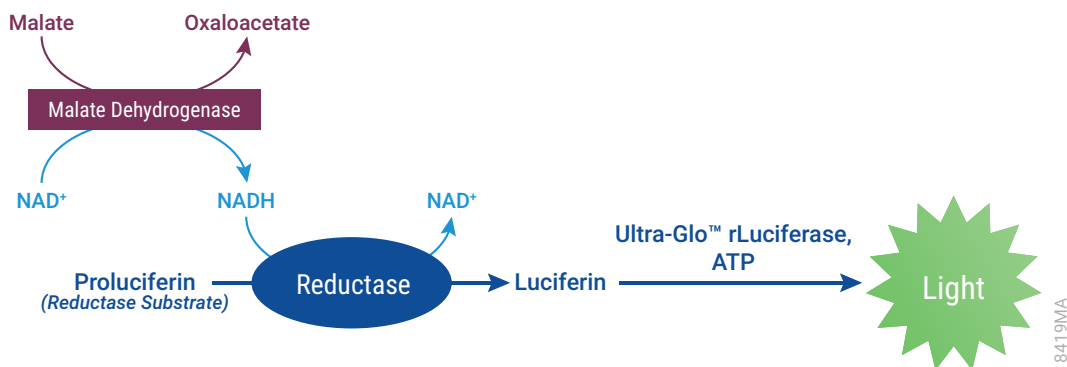 Malate
Oxaloacetate
Malate Dehydrogenase
NAD⁺
NADH
NAD⁺
Ultra-Glo™ rLuciferase,
ATP
Proluciferin
(Reductase Substrate)
Reductase
Luciferin
Light
8419MA